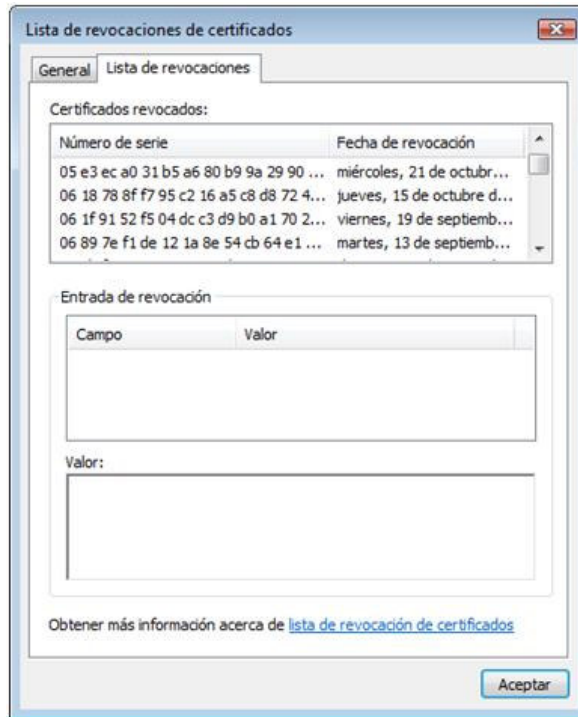 Lista de revocaciones de certificados
General Lista de revocaciones
Certificados revocados:
Número de serie Fecha de revocación
05 e3 ec a0 31 b5 a6 80 b9 9a 29 90 ... miércoles, 21 de octubr...
06 18 78 8f f7 95 c2 16 a5 c8 d8 72 4... jueves, 15 de octubre d...
06 1f 91 52 f5 04 dc c3 d9 b0 a1 70 2... viernes, 19 de septiemb...
06 89 7e f1 de 12 1a 8e 54 cb 64 e1 ... martes, 13 de septiemb...
Entrada de revocación
Campo Valor
Valor:
Obtener más información acerca de lista de revocación de certificados
Aceptar